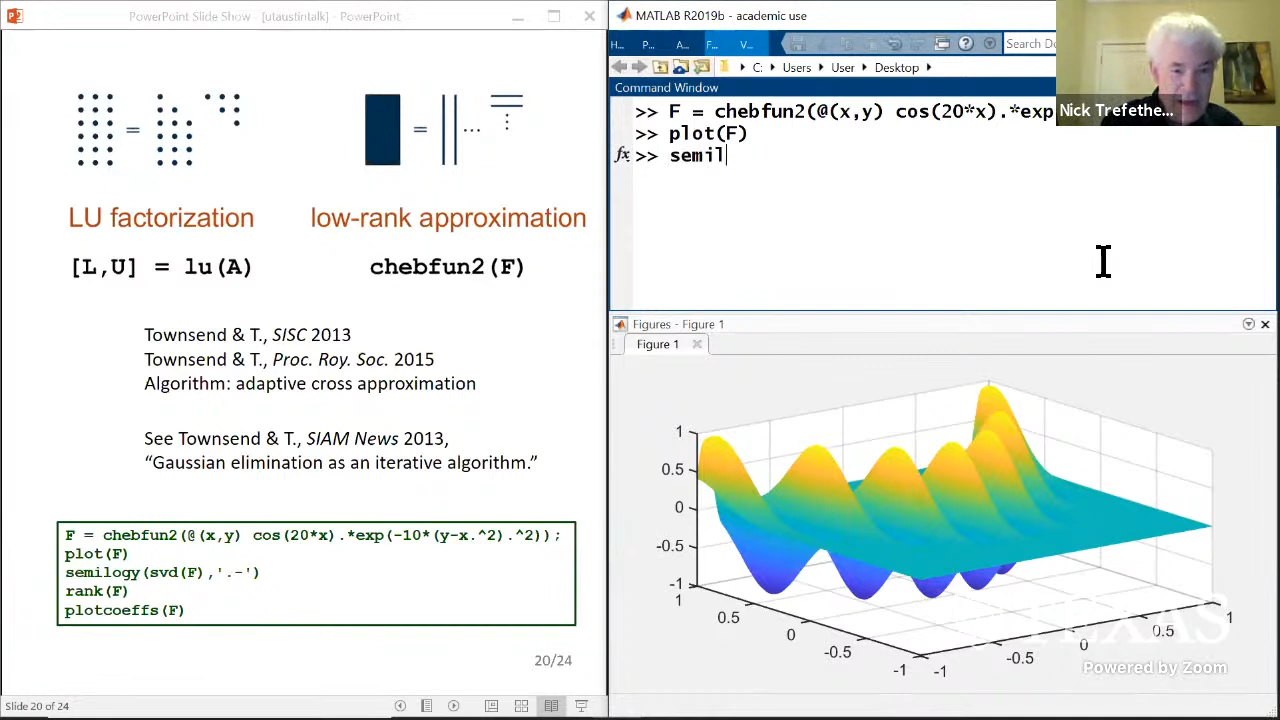 PowerPoint Slide Show - [utaustintalk] - PowerPoint
LU factorization
low-rank approximation
[L,U] = lu(A)
chebfun2(F)
Townsend & T., SISC 2013
Townsend & T., Proc. Roy. Soc. 2015
Algorithm: adaptive cross approximation
See Townsend & T., SIAM News 2013,
“Gaussian elimination as an iterative algorithm.”
F = chebfun2(@(x,y) cos(20*x).*exp(-10*(y-x.^2).^2));
plot(F)
semilogy(svd(F),'.-')
rank(F)
plotcoeffs(F)
20/24
Slide 20 of 24
MATLAB R2019b - academic use
H... P... A... F... V...
Search Do
C: Users User Desktop
Command Window
>> F = chebfun2(@(x,y) cos(20*x).*exp
>> plot(F)
fx >> semil
Nick Trefethe...
Figures - Figure 1
Figure 1
1
0.5
0
-0.5
-1
1
0.5
0
-0.5
-1
-1
-0.5
0
0.5
1
TEXAS
Powered by Zoom